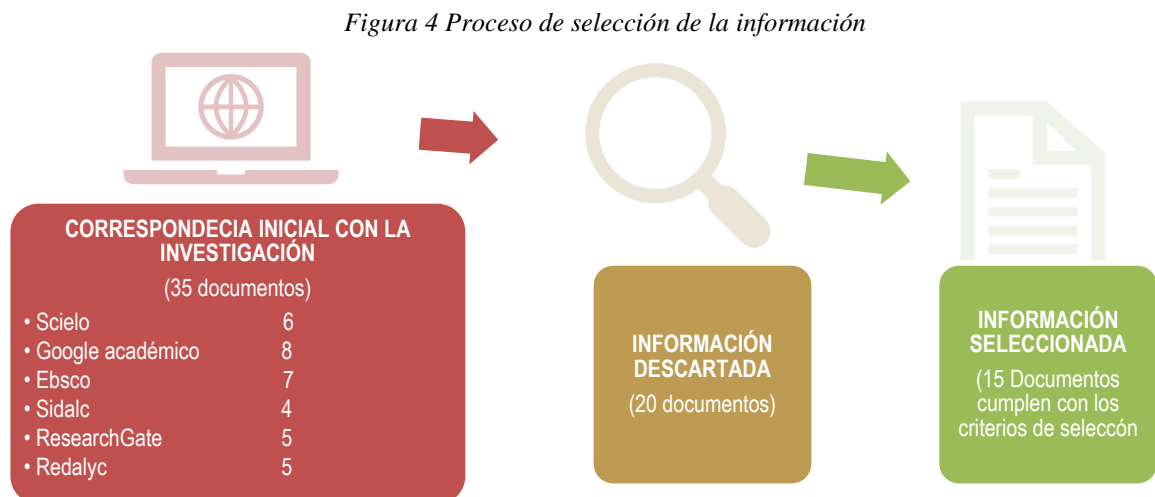 Figura 4 Proceso de selección de la información
CORRESPONDECIA INICIAL CON LA
INVESTIGACIÓN
(35 documentos)
• Scielo 6
• Google académico 8
• Ebsco 7
• Sidalc 4
• ResearchGate 5
• Redalyc 5
INFORMACIÓN
DESCARTADA
(20 documentos)
INFORMACIÓN
SELECCIONADA
(15 Documentos
cumplen con los
criterios de seleccón